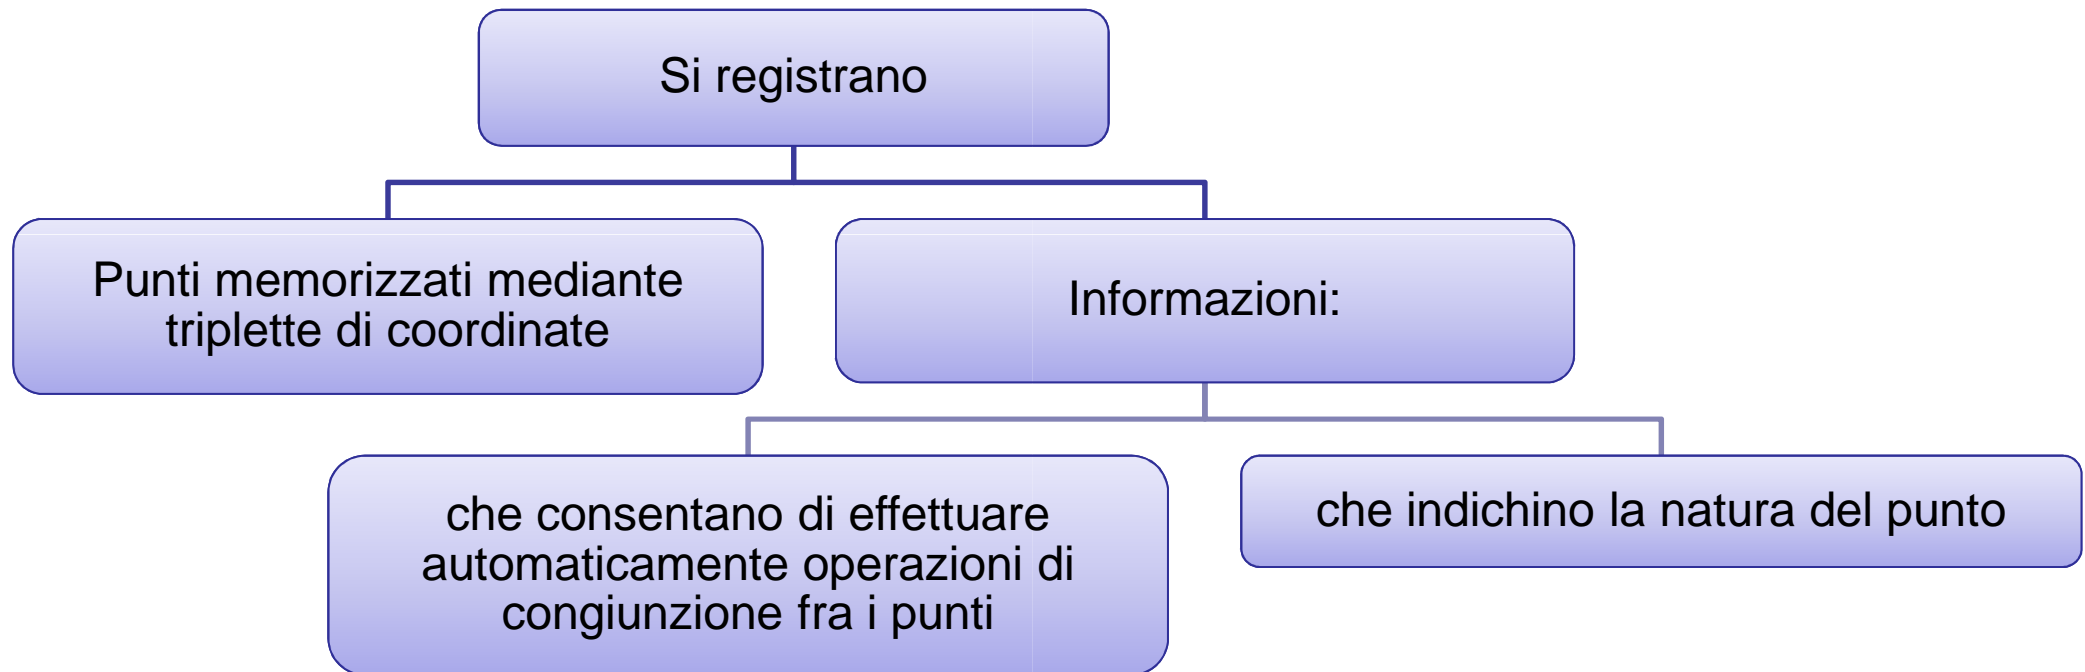 Si registrano
Punti memorizzati mediante
triplette di coordinate
Informazioni:
che consentano di effettuare
automaticamente operazioni di
congiunzione fra i punti
che indichino la natura del punto